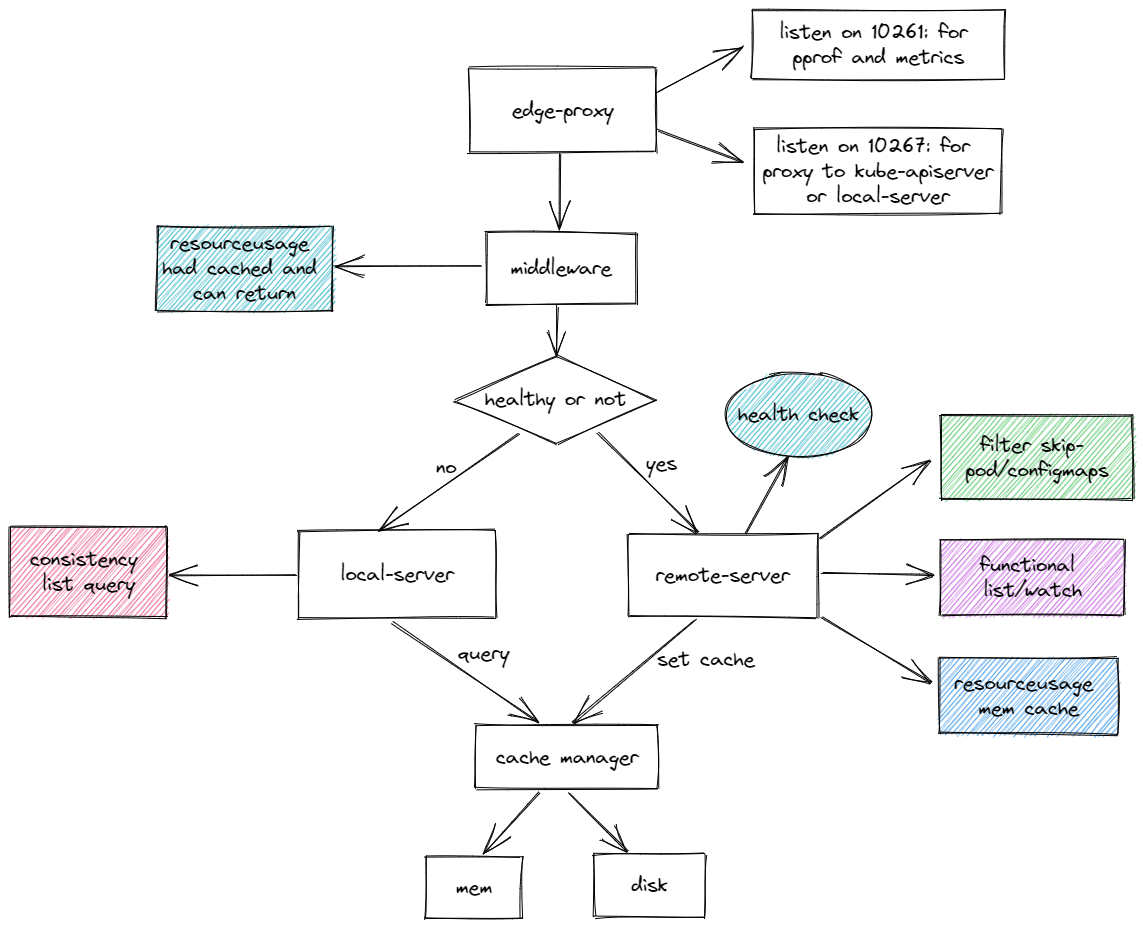 listen on 10261: for
pprof and metrics
edge-proxy
listen on 10267: for
proxy to kube-apiserver
or local-server
resourceusage
had cached and
can return
middleware
healthy or not
health check
no
yes
filter skip-
pod/configmaps
consistency
list query
local-server
remote-server
functional
list/watch
query
set cache
resourceusage
mem cache
cache manager
mem
disk